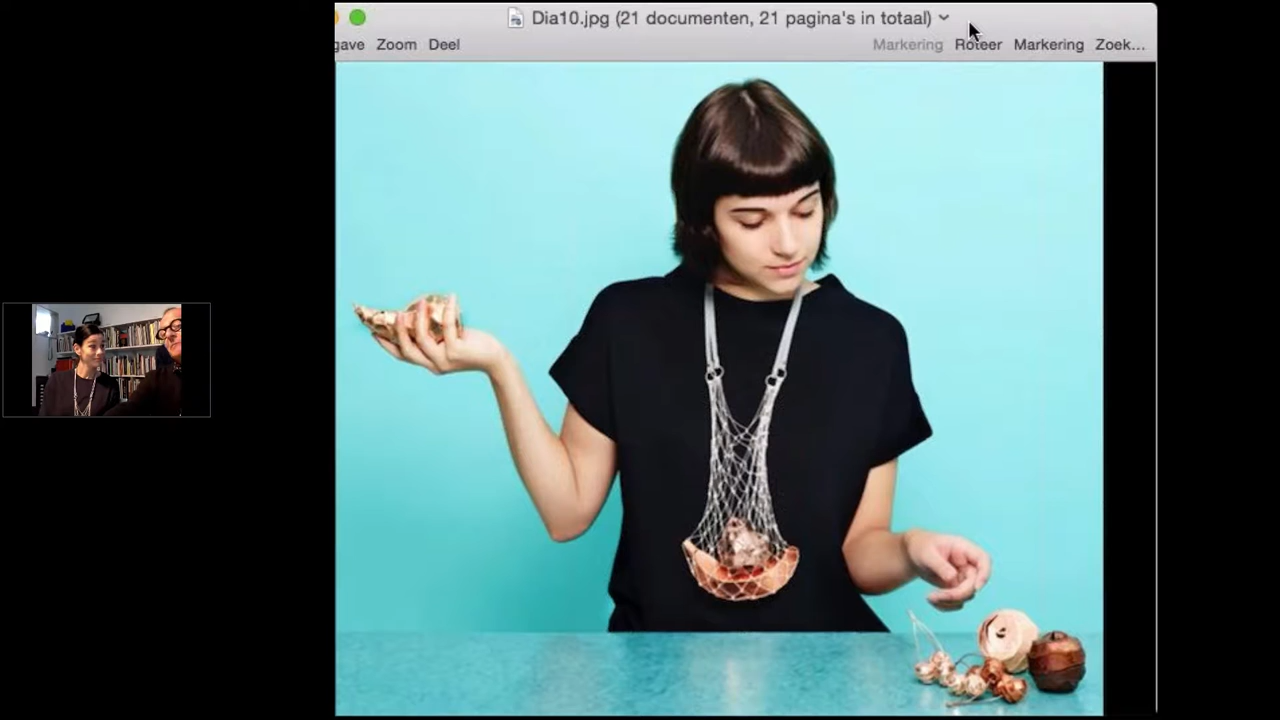 Dia10.jpg (21 documenten, 21 pagina's in totaal)
gave Zoom Deel Markering Roteer Markering Zoek...